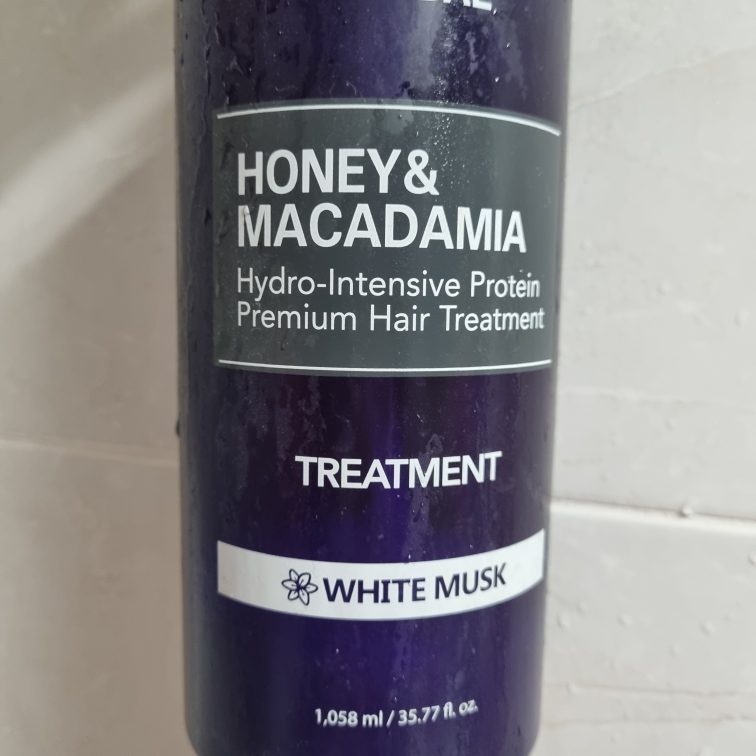 HONEY&
MACADAMIA
Hydro-Intensive Protein
Premium Hair Treatment
TREATMENT
WHITE MUSK
1,058 ml / 35.77 fl. oz.